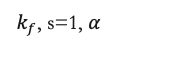 k_f, s=1, α